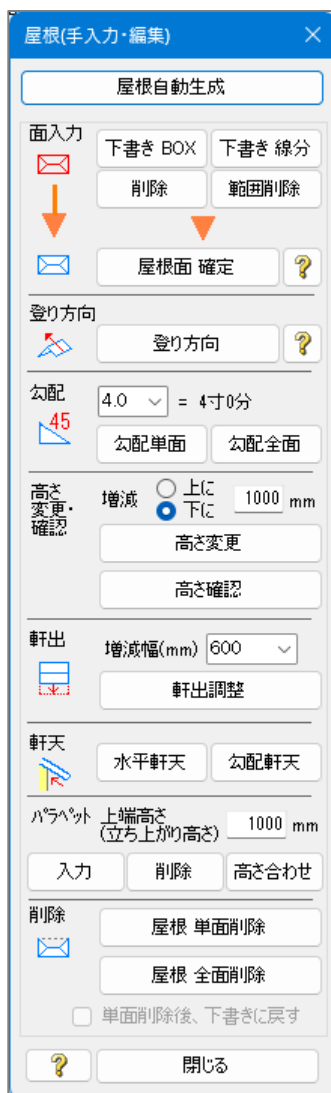 屋根(手入力・編集)
屋根自動生成
面入力
下書き BOX 下書き 線分
削除 範囲削除
屋根面 確定
登り方向
登り方向
勾配
4.0 = 4寸0分
45
勾配単面 勾配全面
高さ
変更・
確認
増減 上に
下に
1000 mm
高さ変更
高さ確認
軒出
増減幅(mm) 600
軒出調整
軒天
水平軒天 勾配軒天
パラペット 上端高さ
(立ち上がり高さ) 1000 mm
入力 削除 高さ合わせ
削除
屋根 単面削除
屋根 全面削除
単面削除後、下書きに戻す
? 閉じる